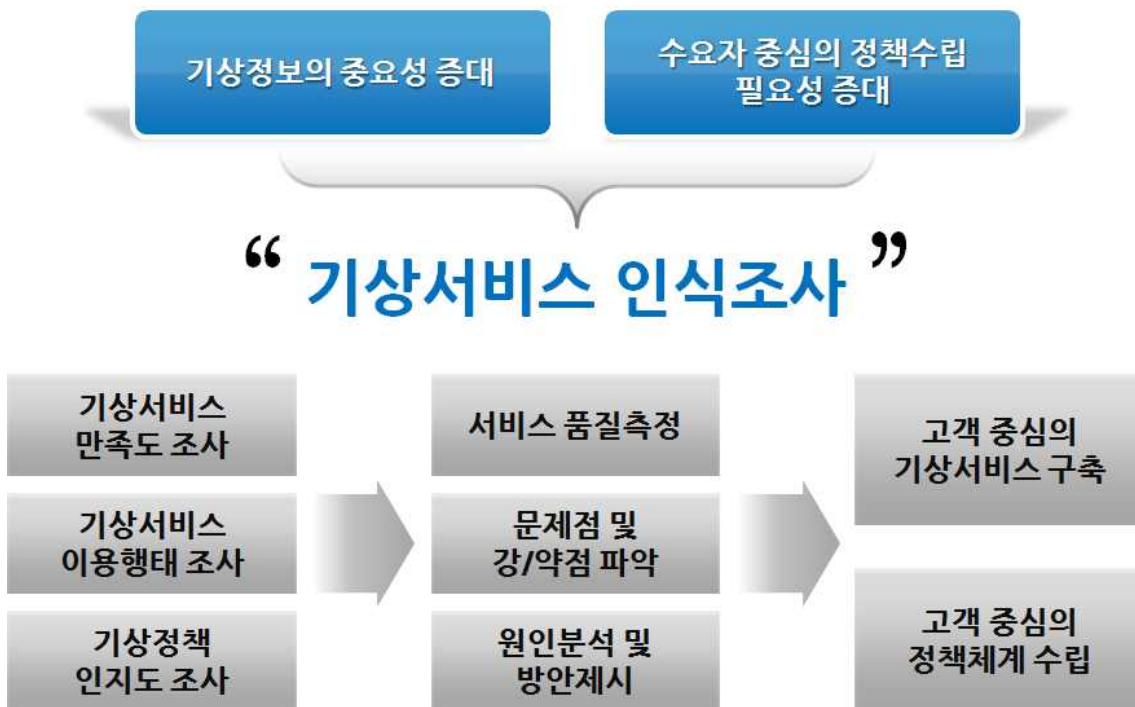 기상정보의 중요성 증대
수요자 중심의 정책수립
필요성 증대
“ 기상서비스 인식조사 ”
기상서비스
만족도 조사
기상서비스
이용행태 조사
기상정책
인지도 조사
서비스 품질측정
문제점 및
강/약점 파악
원인분석 및
방안제시
고객 중심의
기상서비스 구축
고객 중심의
정책체계 수립